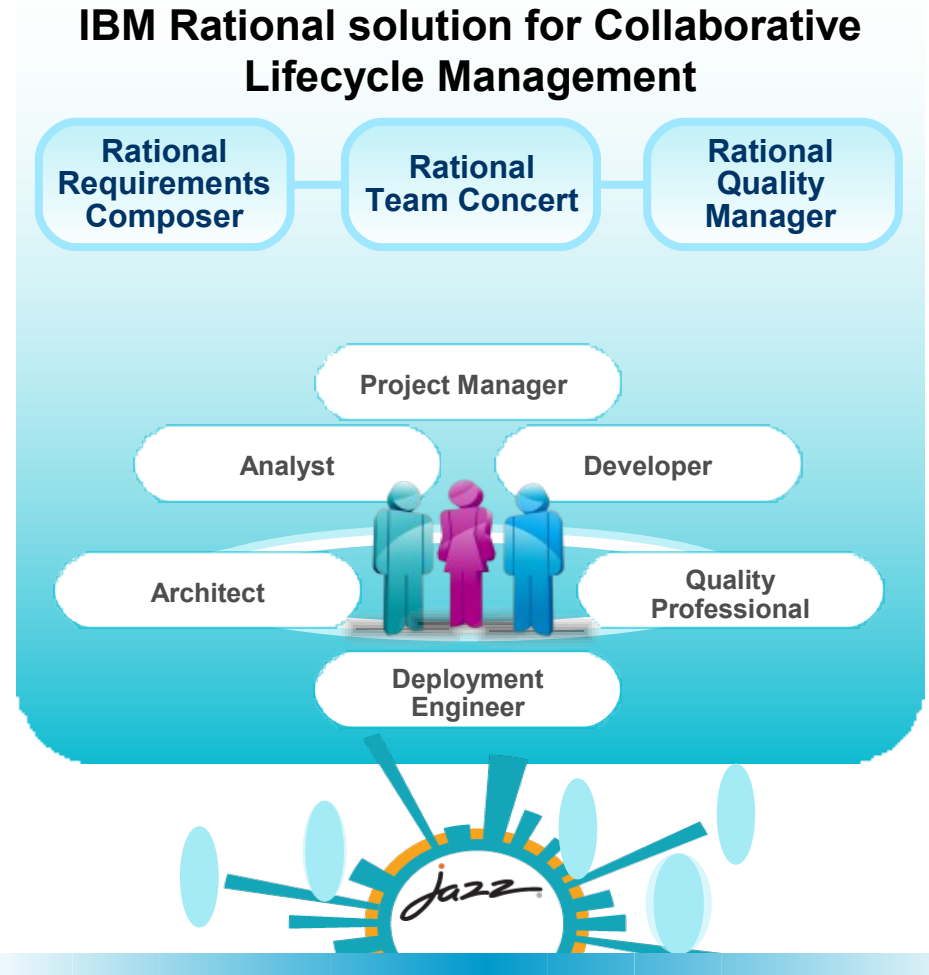 IBM Rational solution for Collaborative
Lifecycle Management
Rational
Requirements
Composer
Rational
Team Concert
Rational
Quality
Manager
Project Manager
Analyst
Developer
Architect
Quality
Professional
Deployment
Engineer
jazz